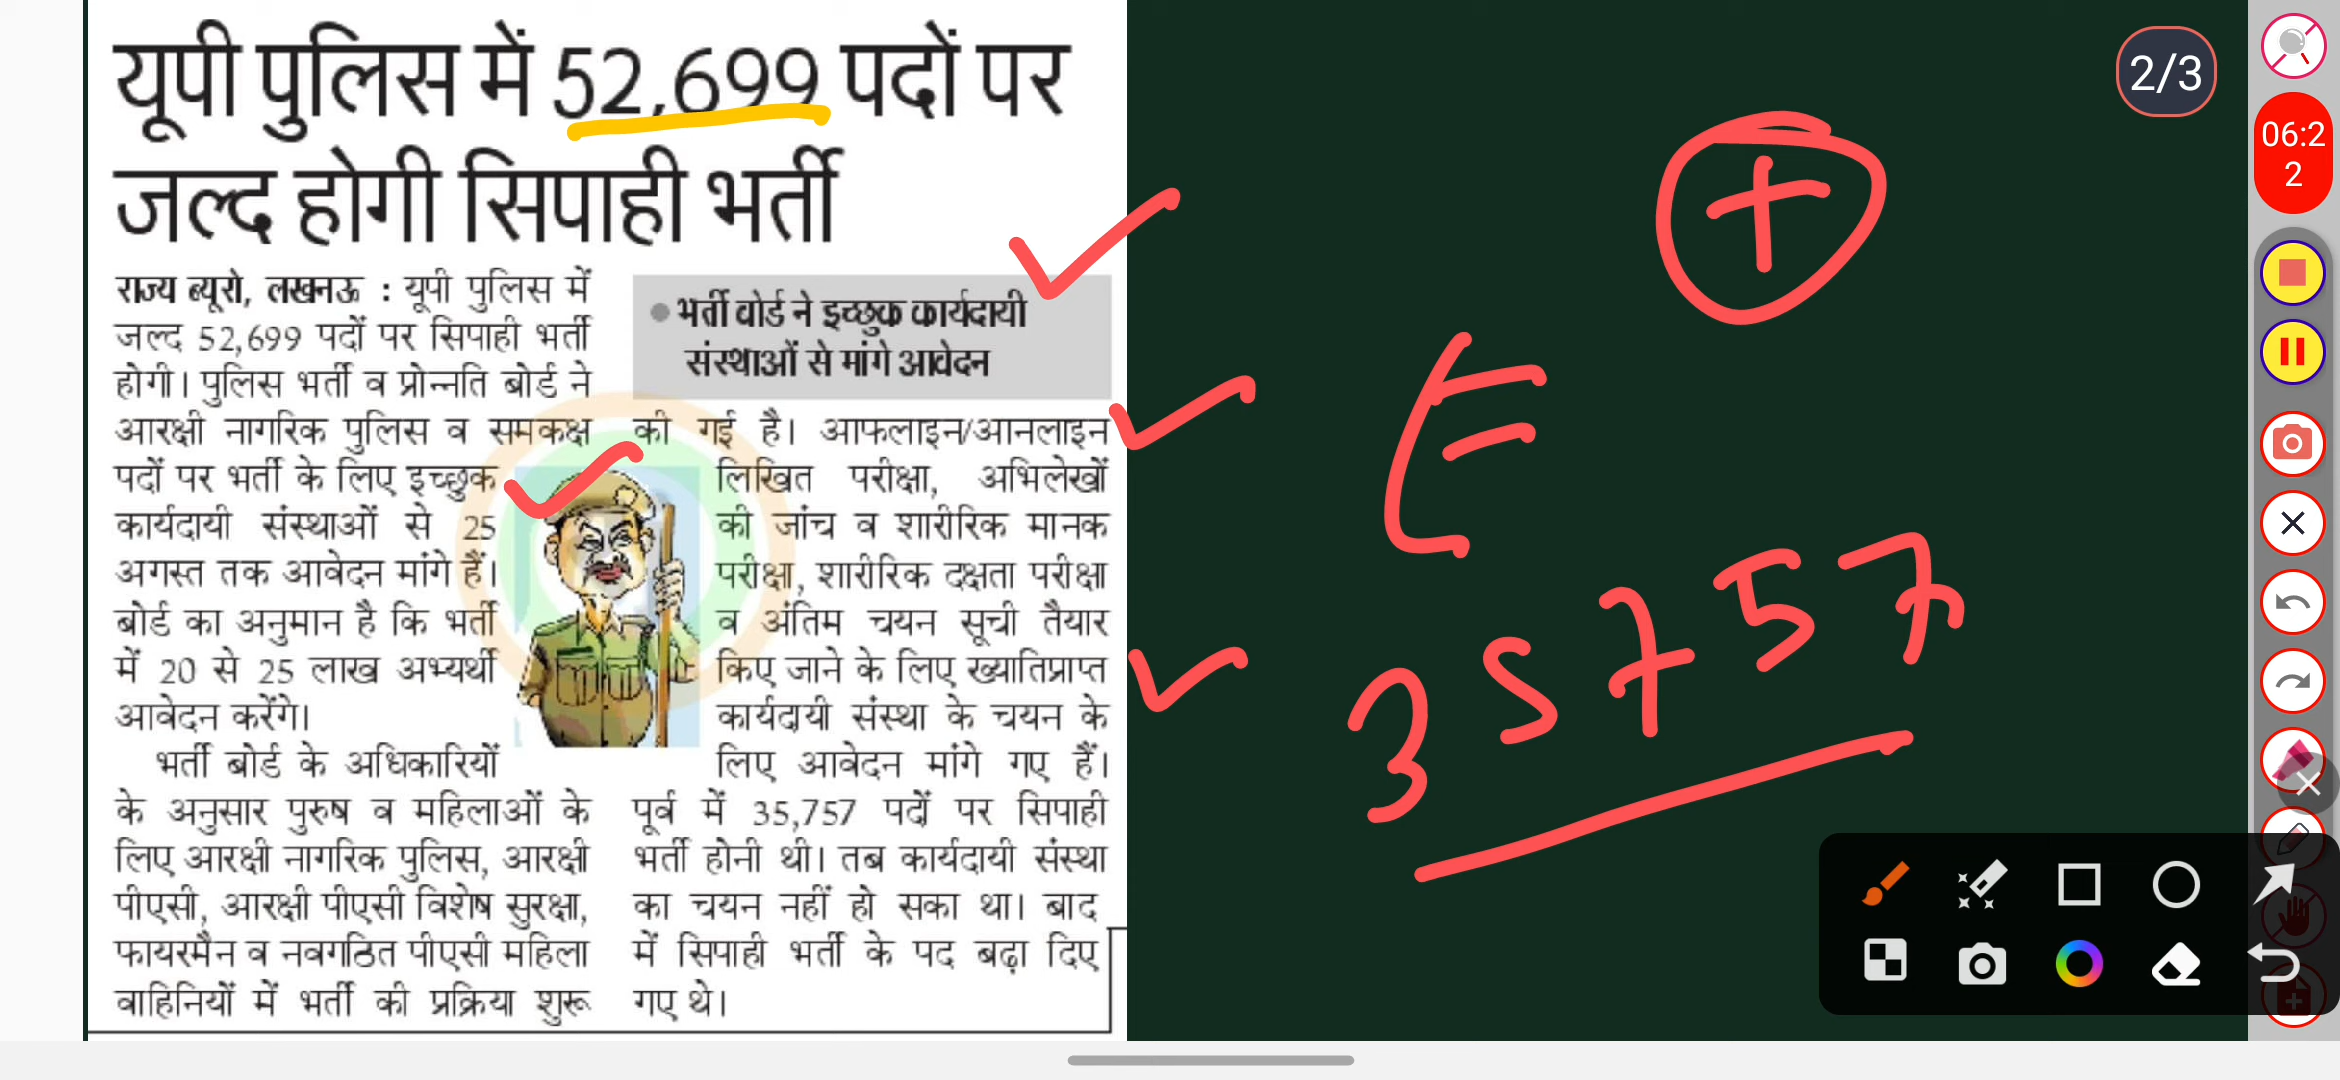 यूपी पुलिस में 52,699 पदों पर
जल्द होगी सिपाही भर्ती
राज्य ब्यूरो, लखनऊ : यूपी पुलिस में
जल्द 52,699 पदों पर सिपाही भर्ती
होगी। पुलिस भर्ती व प्रोन्नति बोर्ड ने
आरक्षी नागरिक पुलिस व समकक्ष
पदों पर भर्ती के लिए इच्छुक
कार्यदायी संस्थाओं से 25
अगस्त तक आवेदन मांगे हैं।
बोर्ड का अनुमान है कि भर्ती
में 20 से 25 लाख अभ्यर्थी
आवेदन करेंगे।
भर्ती बोर्ड के अधिकारियों
के अनुसार पुरुष व महिलाओं के
लिए आरक्षी नागरिक पुलिस, आरक्षी
पीएसी, आरक्षी पीएसी विशेष सुरक्षा,
फायरमैन व नवगठित पीएसी महिला
वाहिनियों में भर्ती की प्रक्रिया शुरू
● भर्ती बोर्ड ने इच्छुक कार्यदायी
संस्थाओं से मांगे आवेदन
की गई है। आफलाइन/आनलाइन
लिखित परीक्षा, अभिलेखों
की जांच व शारीरिक मानक
परीक्षा, शारीरिक दक्षता परीक्षा
व अंतिम चयन सूची तैयार
किए जाने के लिए ख्यातिप्राप्त
कार्यदायी संस्था के चयन के
लिए आवेदन मांगे गए हैं।
पूर्व में 35,757 पदों पर सिपाही
भर्ती होनी थी। तब कार्यदायी संस्था
का चयन नहीं हो सका था। बाद
में सिपाही भर्ती के पद बढ़ा दिए
गए थे।
+
35757
2/3
06:2
2